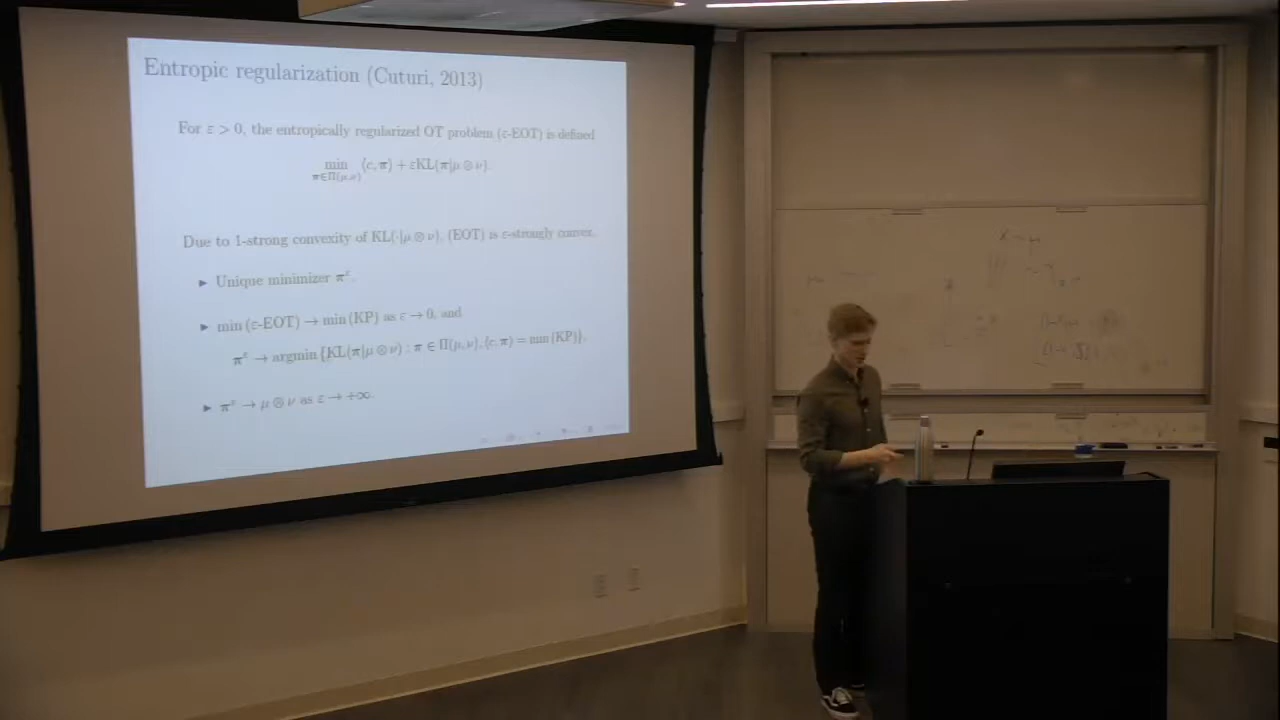 Entropic regularization (Cuturi, 2013)
For ε > 0, the entropically regularized OT problem (ε-EOT) is defined
min ⟨c, π⟩ + εKL(π|μ ⊗ ν).
π∈Π(μ,ν)
Due to 1-strong convexity of KL(·|μ ⊗ ν), (EOT) is ε-strongly convex.
▶ Unique minimizer π^ε.
▶ min (ε-EOT) → min (KP) as ε → 0, and
π^ε → argmin {KL(π|μ ⊗ ν) : π ∈ Π(μ, ν), ⟨c, π⟩ = min (KP)}.
▶ π^ε → μ ⊗ ν as ε → +∞.